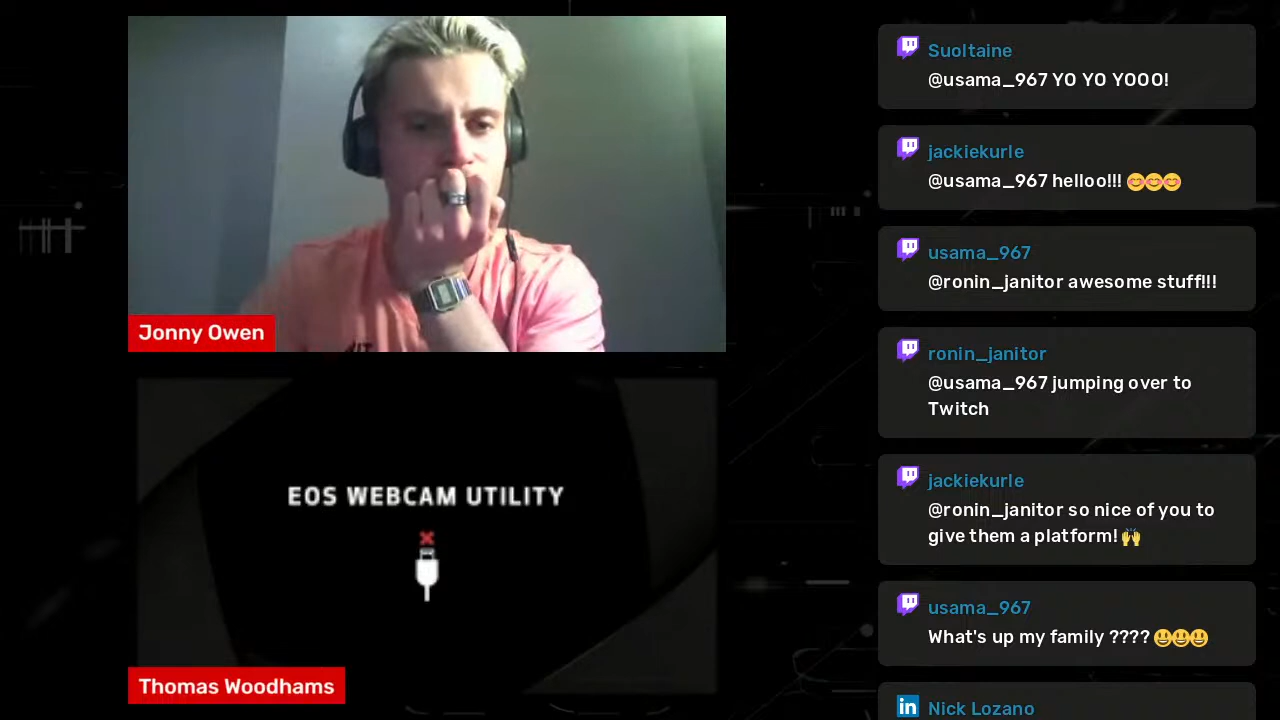 Jonny Owen
EOS WEBCAM UTILITY
Thomas Woodhams
Suoltaine
@usama_967 YO YO YOOO!
jackiekurle
@usama_967 helloo!!! 😊😊😊
usama_967
@ronin_janitor awesome stuff!!!
ronin_janitor
@usama_967 jumping over to
Twitch
jackiekurle
@ronin_janitor so nice of you to
give them a platform! 🙌
usama_967
What's up my family ???? 😃😃😃
in Nick Lozano